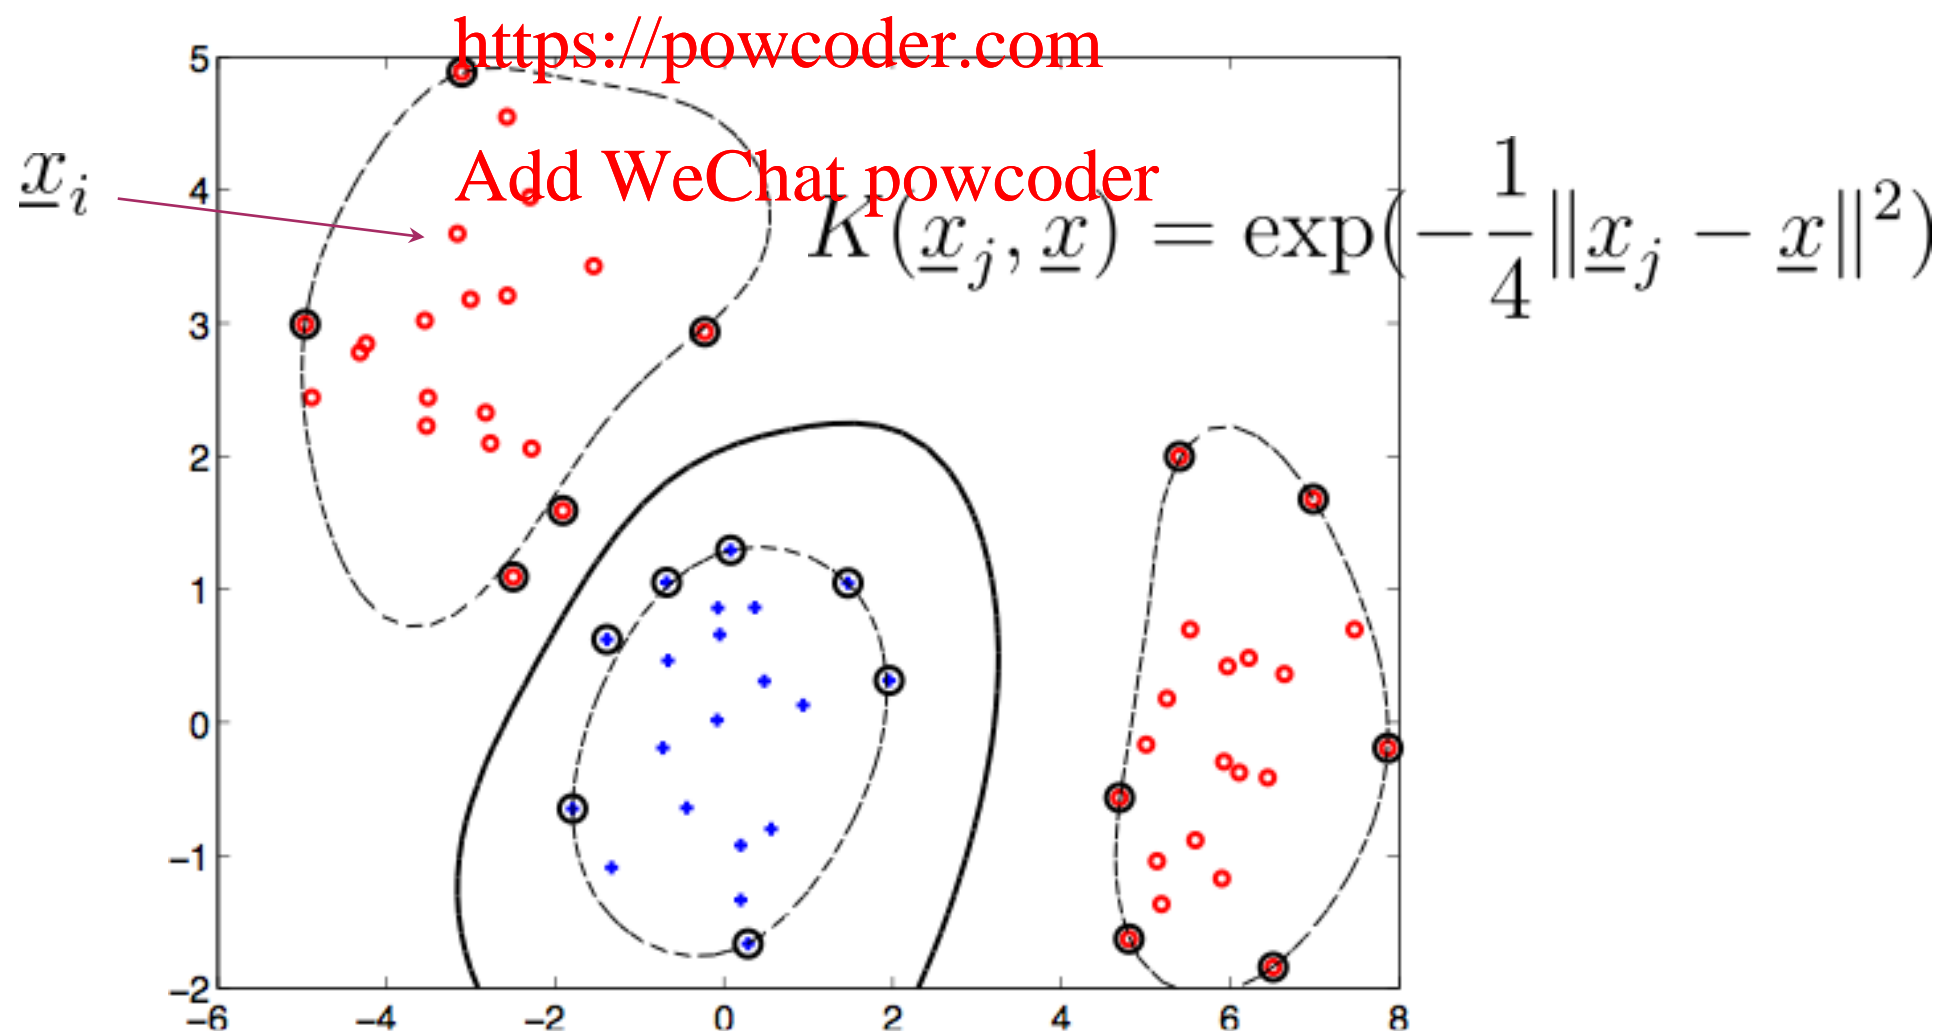 https://powcoder.com
Add WeChat powcoder
x_i
K(x_j, x) = exp(-\frac{1}{4}||x_j - x||^2)
5
4
3
2
1
0
−1
−2
−6 −4 −2 0 2 4 6 8